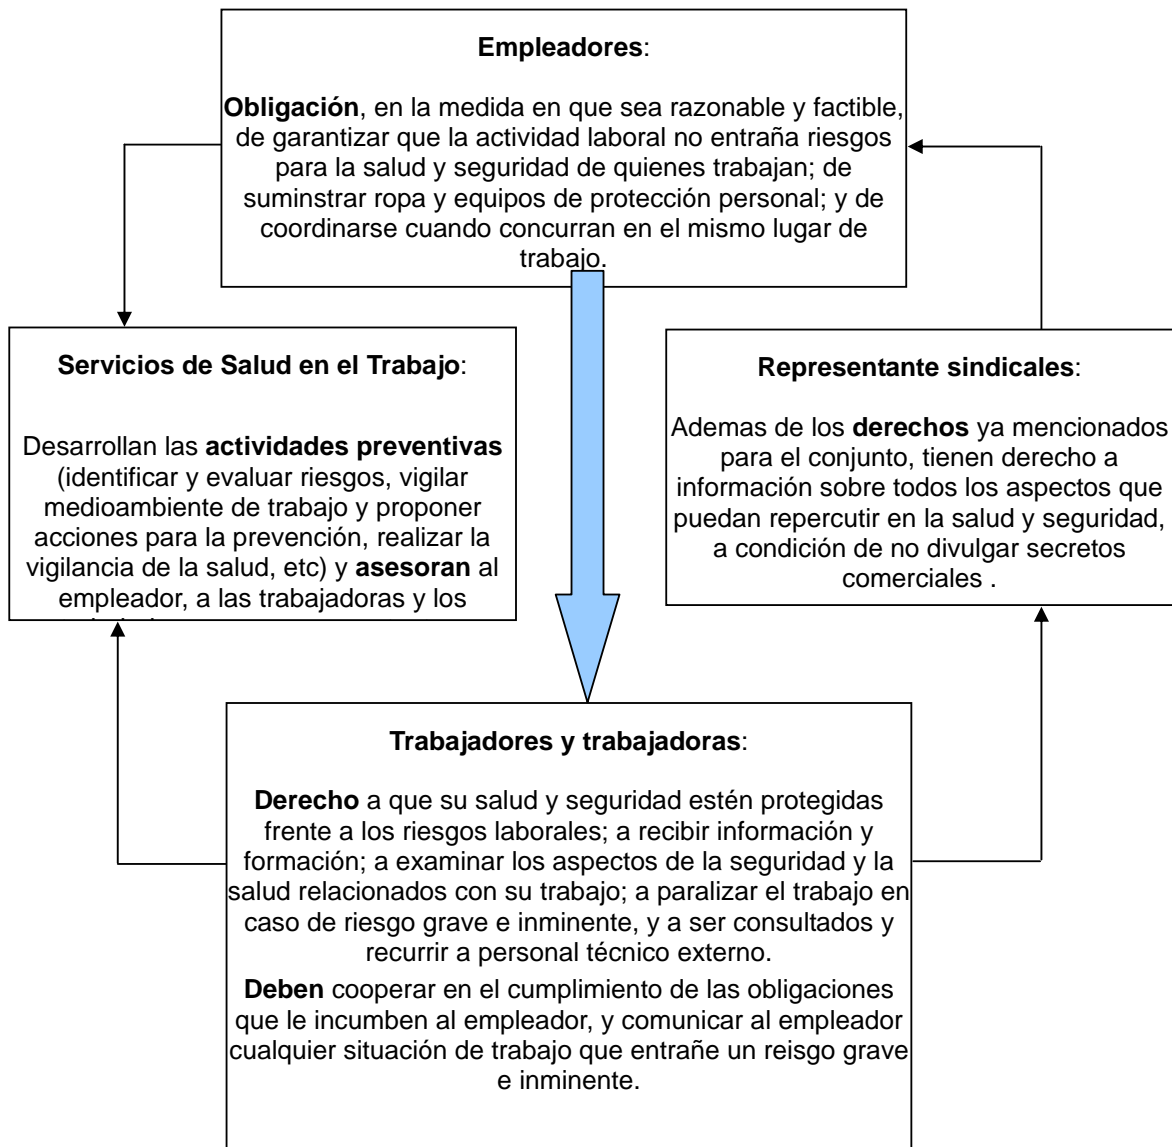 Empleadores:
Obligación, en la medida en que sea razonable y factible,
de garantizar que la actividad laboral no entraña riesgos
para la salud y seguridad de quienes trabajan; de
suminstrar ropa y equipos de protección personal; y de
coordinarse cuando concurran en el mismo lugar de
trabajo.
Servicios de Salud en el Trabajo:
Desarrollan las actividades preventivas
(identificar y evaluar riesgos, vigilar
medioambiente de trabajo y proponer
acciones para la prevención, realizar la
vigilancia de la salud, etc) y asesoran al
empleador, a las trabajadoras y los
Representante sindicales:
Ademas de los derechos ya mencionados
para el conjunto, tienen derecho a
información sobre todos los aspectos que
puedan repercutir en la salud y seguridad,
a condición de no divulgar secretos
comerciales .
Trabajadores y trabajadoras:
Derecho a que su salud y seguridad estén protegidas
frente a los riesgos laborales; a recibir información y
formación; a examinar los aspectos de la seguridad y la
salud relacionados con su trabajo; a paralizar el trabajo en
caso de riesgo grave e inminente, y a ser consultados y
recurrir a personal técnico externo.
Deben cooperar en el cumplimiento de las obligaciones
que le incumben al empleador, y comunicar al empleador
cualquier situación de trabajo que entrañe un reisgo grave
e inminente.